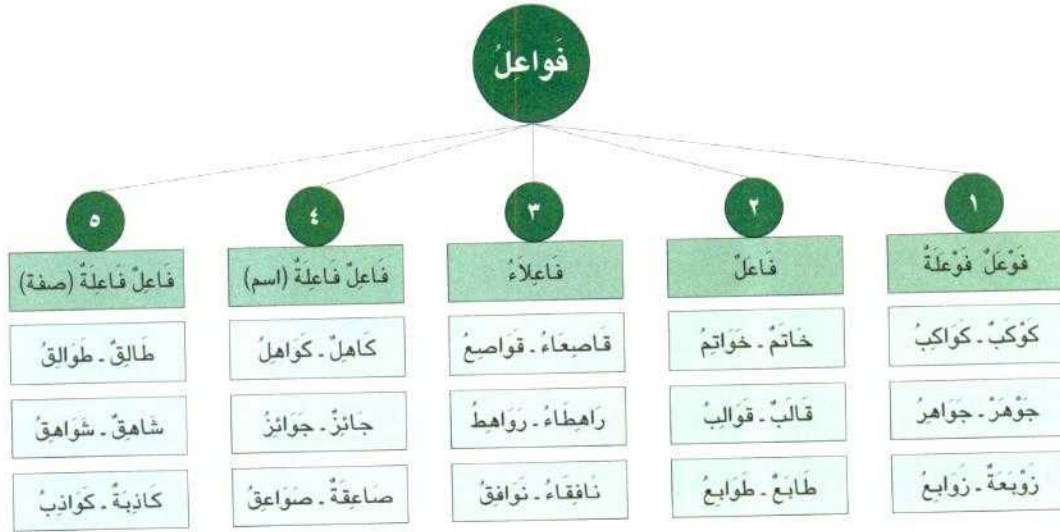 فَواعِلُ
١
٢
٣
٤
٥
فَوْعَلٌ فَوْعَلَةٌ
فَاعَلٌ
فَاعِلَاَءُ
فَاعِلٌ فَاعِلَةٌ (اسم)
فَاعِلٌ فَاعِلَةٌ (صفة)
كَوْكَبٌ - كَوَاكِبُ
خَاتَمٌ - خَوَاتِمُ
قَاصِعَاءُ - قَوَاصِعُ
كَاهِلٌ - كَوَاهِلُ
طَالِقٌ - طَوَالِقُ
جَوْهَرٌ - جَوَاهِرُ
قَالَبٌ - قَوَالِبُ
رَاهِطَاءُ - رَوَاهِطُ
جَائِزٌ - جَوَائِزُ
شَاهِقٌ - شَوَاهِقُ
زَوْبَعَةٌ - زَوَابِعُ
طَابَعٌ - طَوَابِعُ
نَافِقَاءُ - نَوَافِقُ
صَاعِقَةٌ - صَوَاعِقُ
كَاذِبَةٌ - كَوَاذِبُ